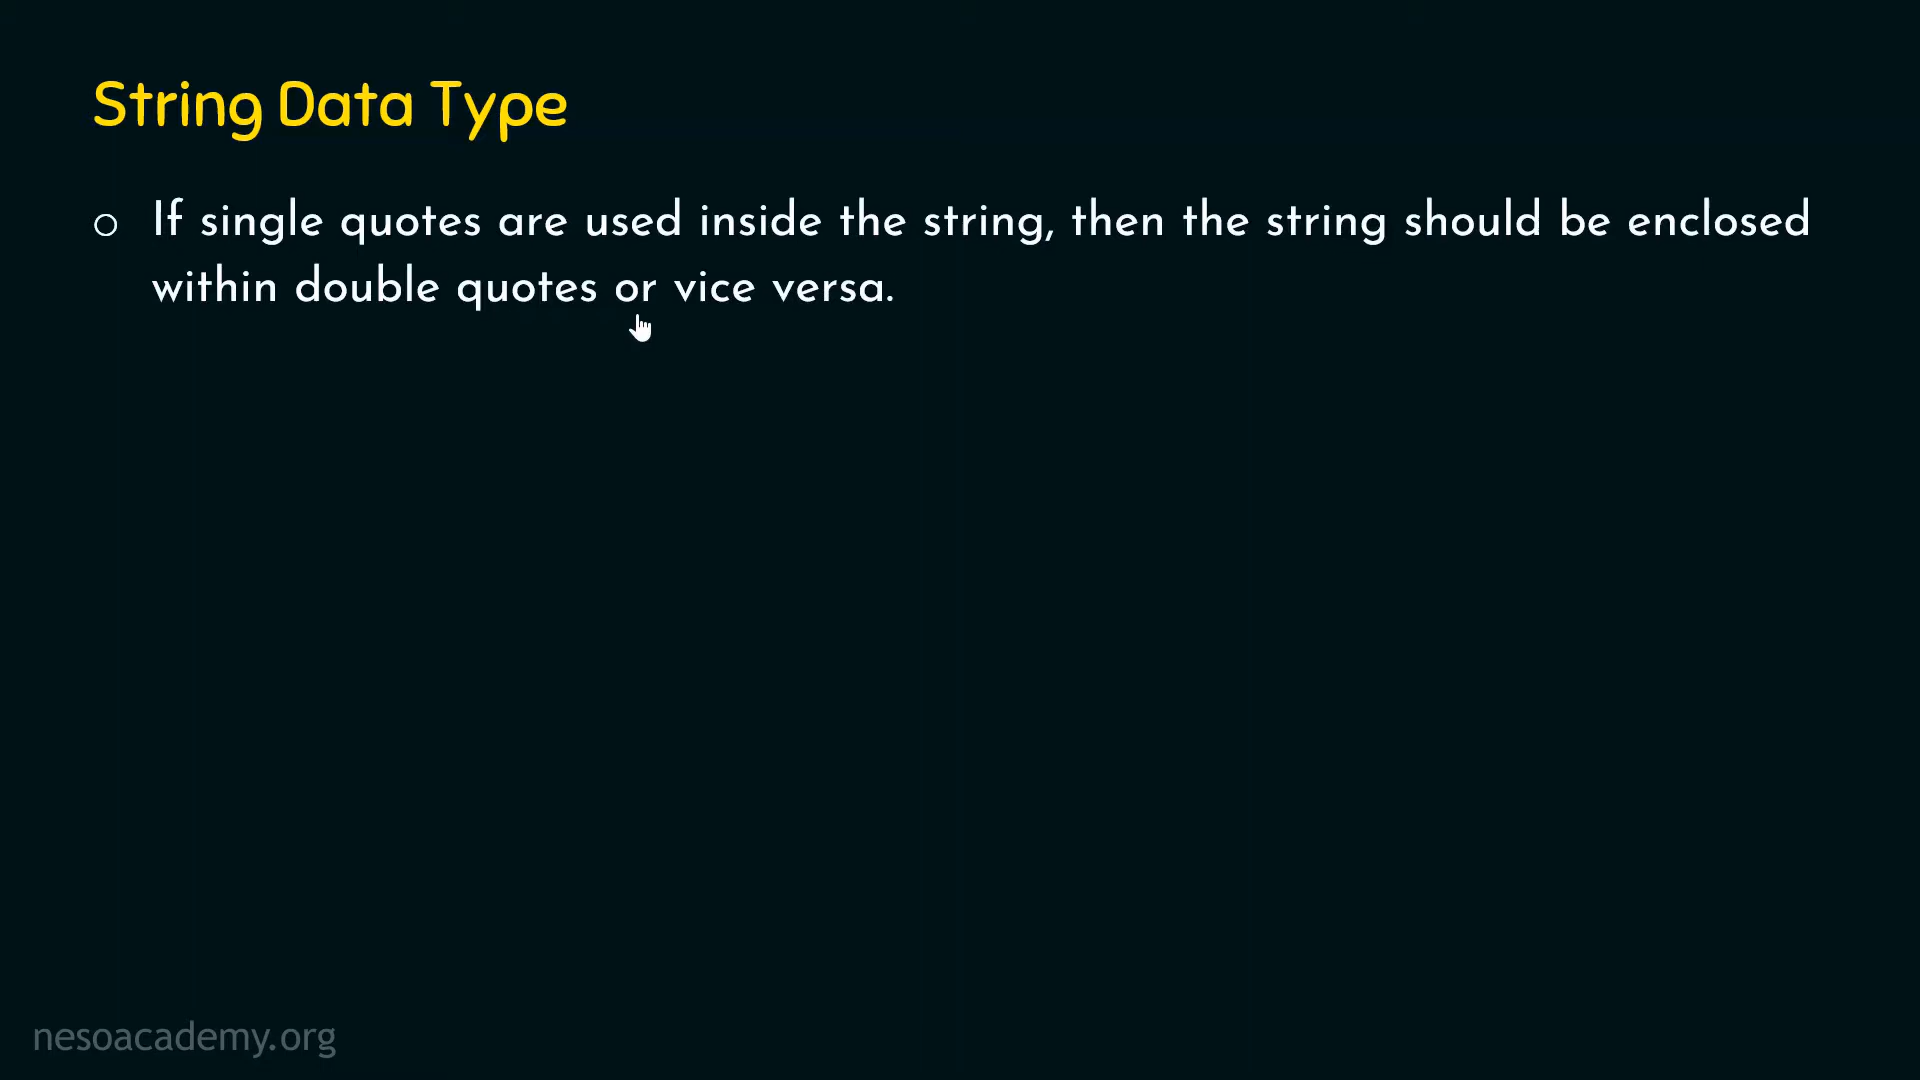 String Data Type
○ If single quotes are used inside the string, then the string should be enclosed
within double quotes or vice versa.
nesoacademy.org